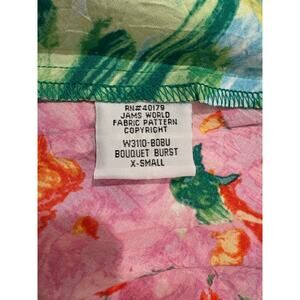 RN#40179
JAMS WORLD
FABRIC PATTERN
COPYRIGHT
W3110-BOBU
BOUQUET BURST
X-SMALL